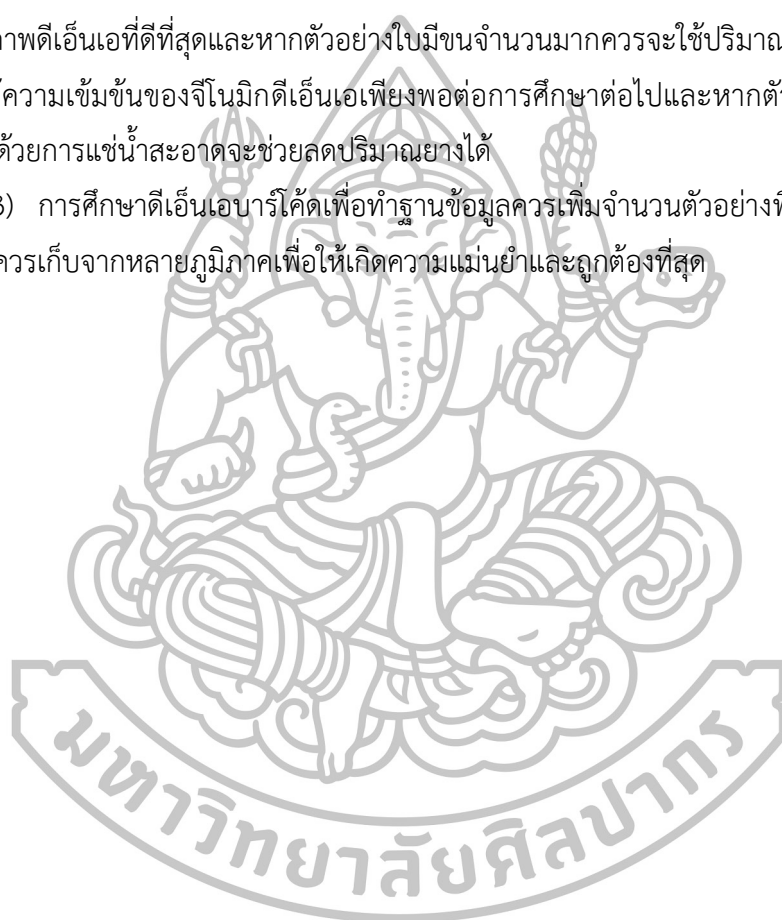 าพดีเอ็นเอที่ดีที่สุดและหากตัวอย่างใบมีขนจำนวนมากควรจะใช้ปริมาณ
ความเข้มข้นของจีโนมิกดีเอ็นเอเพียงพอต่อการศึกษาต่อไปและหากตั
ด้วยการแช่น้ำสะอาดจะช่วยลดปริมาณยางได้
3) การศึกษาดีเอ็นเอบาร์โค้ดเพื่อทำฐานข้อมูลควรเพิ่มจำนวนตัวอย่างพื
ควรเก็บจากหลายภูมิภาคเพื่อให้เกิดความแม่นยำและถูกต้องที่สุด
มหาวิทยาลัยศิลปากร